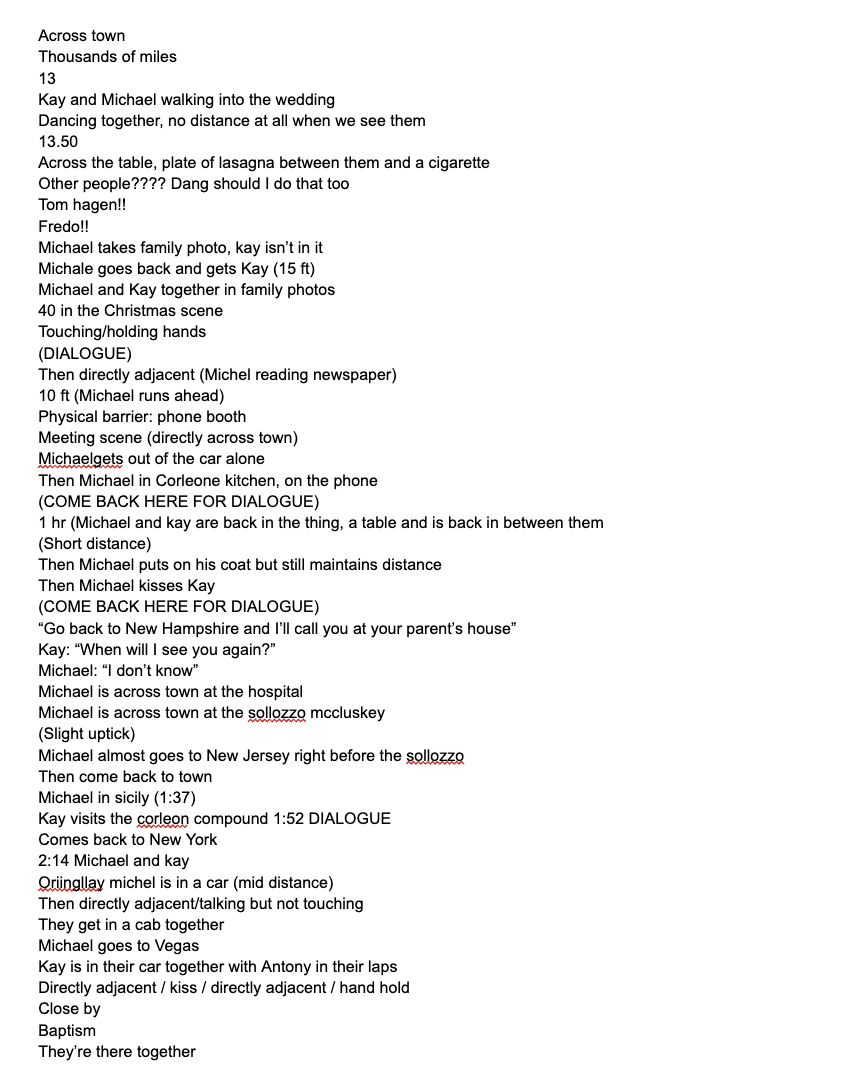 Across town
Thousands of miles
13
Kay and Michael walking into the wedding
Dancing together, no distance at all when we see them
13.50
Across the table, plate of lasagna between them and a cigarette
Other people???? Dang should I do that too
Tom hagen!!
Fredo!!
Michael takes family photo, kay isn’t in it
Michale goes back and gets Kay (15 ft)
Michael and Kay together in family photos
40 in the Christmas scene
Touching/holding hands
(DIALOGUE)
Then directly adjacent (Michel reading newspaper)
10 ft (Michael runs ahead)
Physical barrier: phone booth
Meeting scene (directly across town)
Michaelgets out of the car alone
Then Michael in Corleone kitchen, on the phone
(COME BACK HERE FOR DIALOGUE)
1 hr (Michael and kay are back in the thing, a table and is back in between them
(Short distance)
Then Michael puts on his coat but still maintains distance
Then Michael kisses Kay
(COME BACK HERE FOR DIALOGUE)
“Go back to New Hampshire and I’ll call you at your parent’s house”
Kay: “When will I see you again?”
Michael: “I don’t know”
Michael is across town at the hospital
Michael is across town at the sollozzo mccluskey
(Slight uptick)
Michael almost goes to New Jersey right before the sollozzo
Then come back to town
Michael in sicily (1:37)
Kay visits the corleon compound 1:52 DIALOGUE
Comes back to New York
2:14 Michael and kay
Oriingllay michel is in a car (mid distance)
Then directly adjacent/talking but not touching
They get in a cab together
Michael goes to Vegas
Kay is in their car together with Antony in their laps
Directly adjacent / kiss / directly adjacent / hand hold
Close by
Baptism
They’re there together